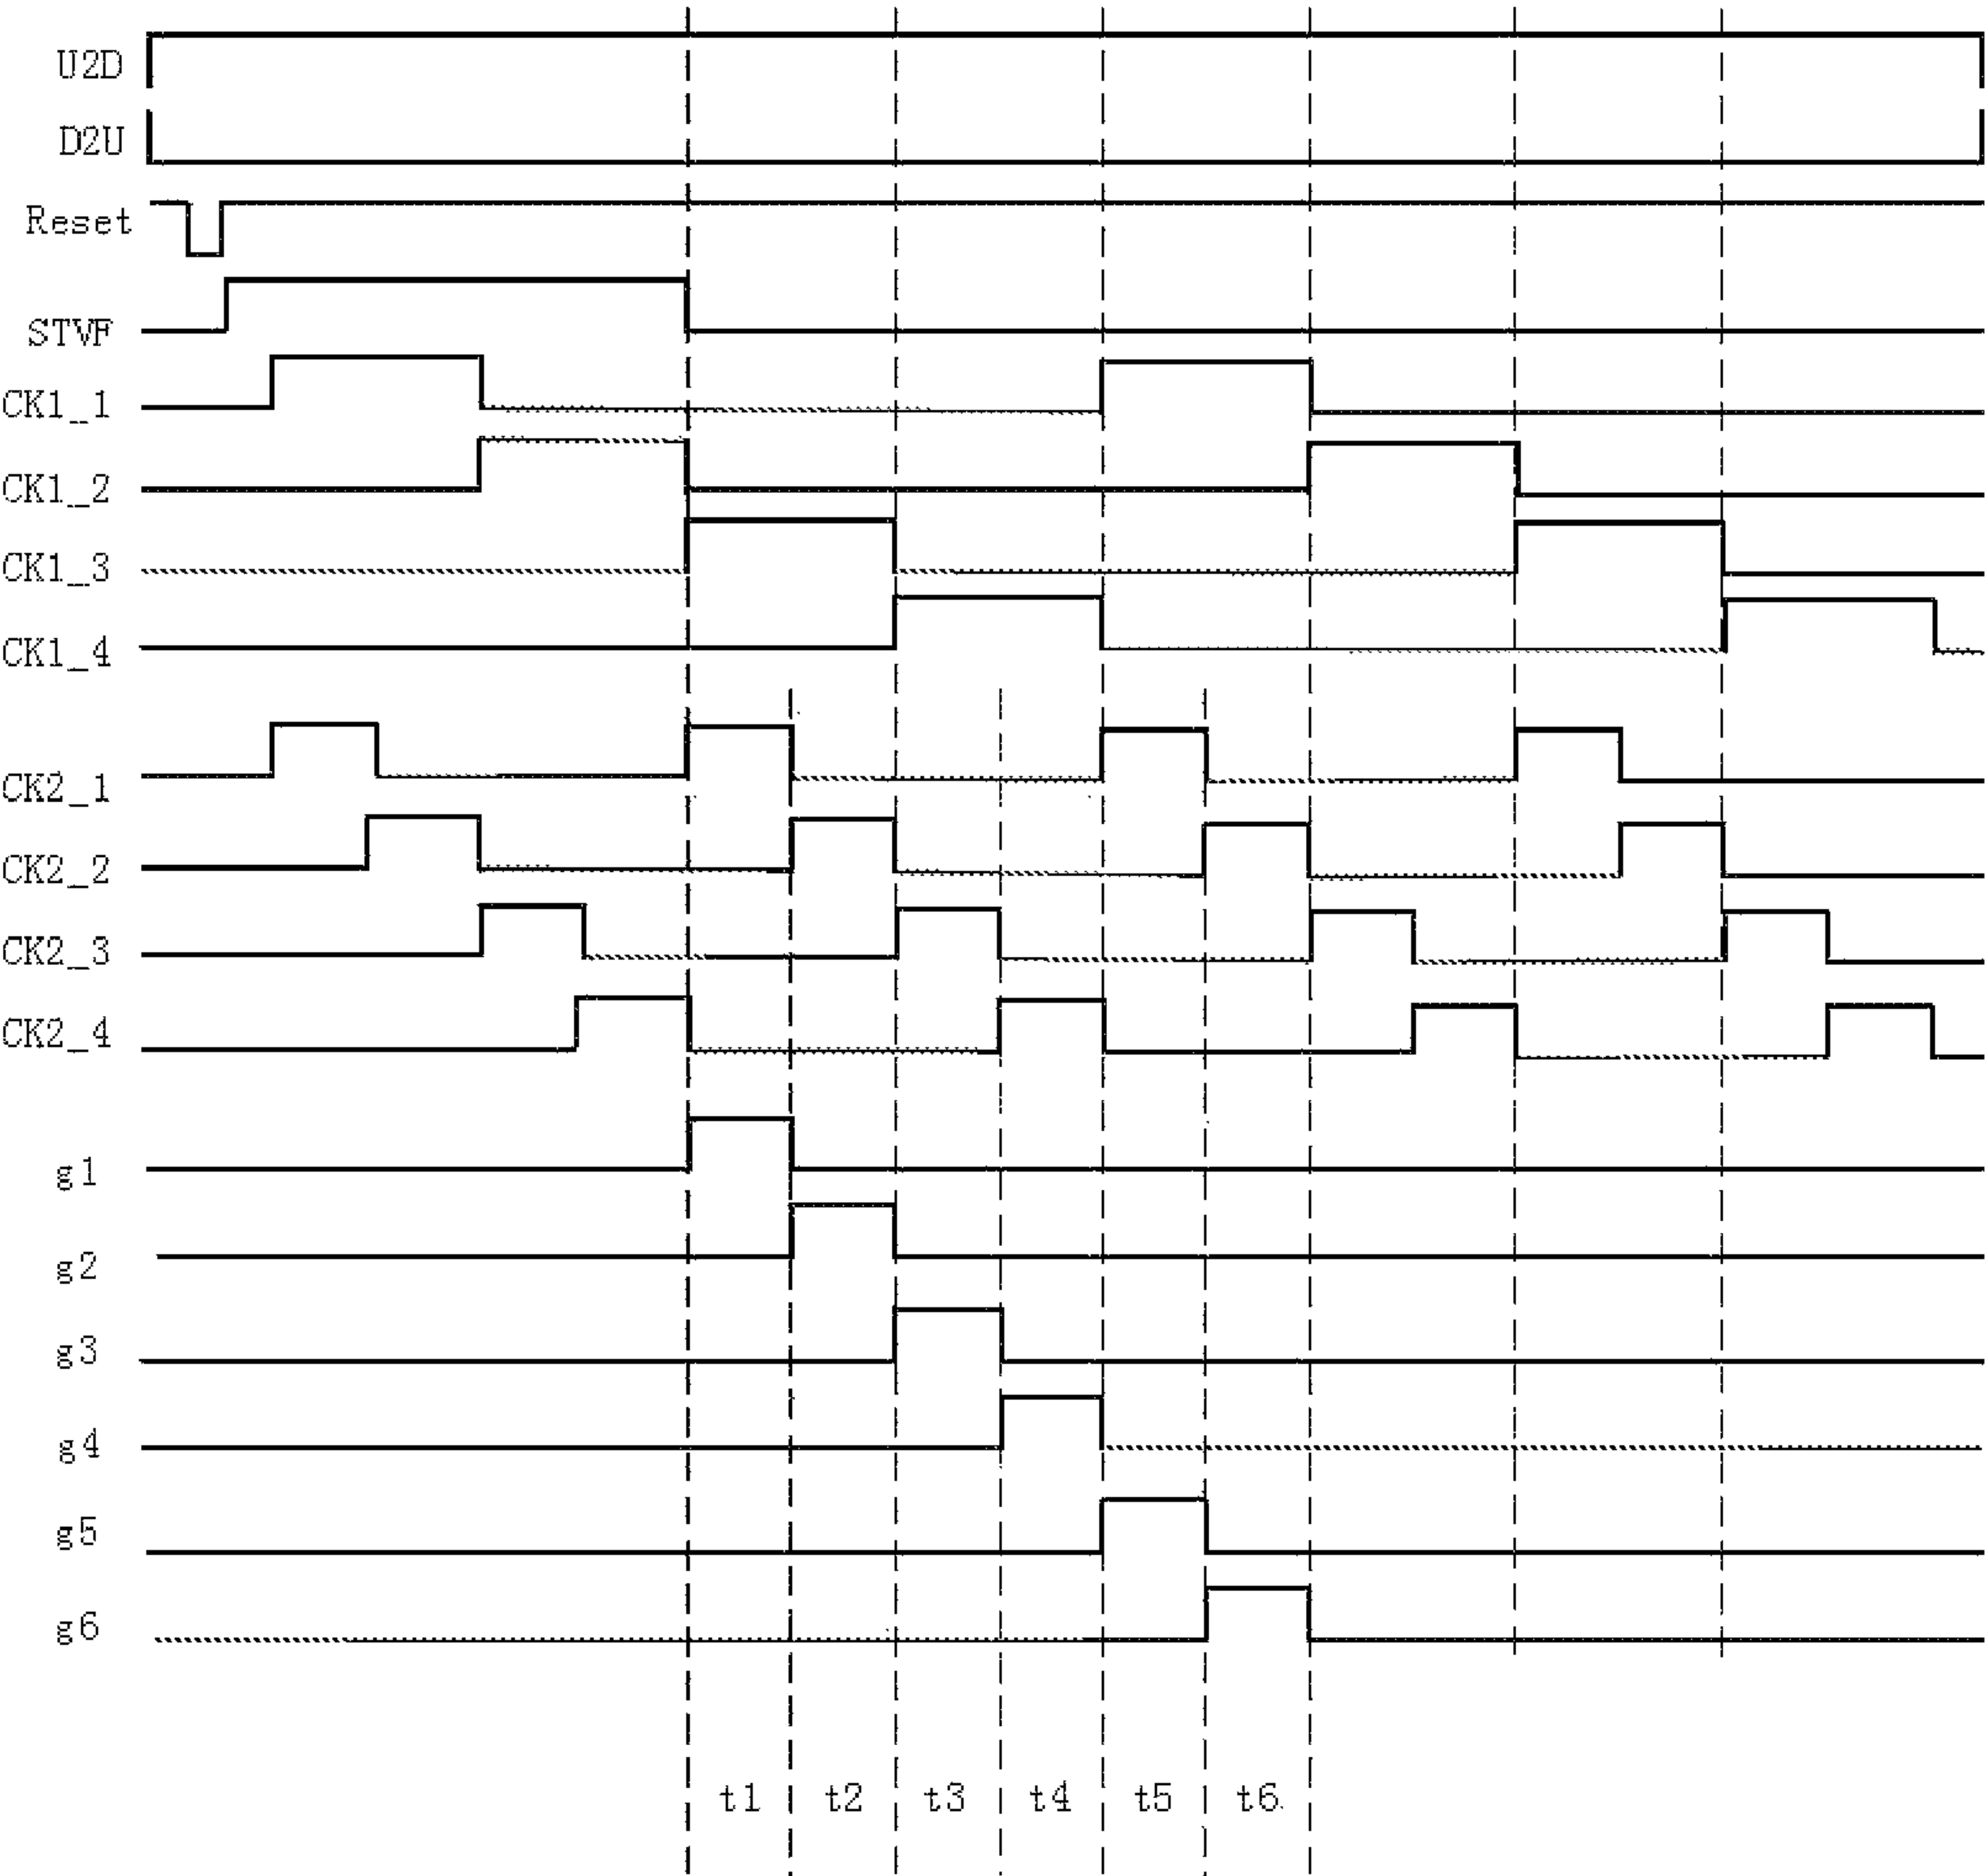 U2D
D2U
Reset
STVF
CK1_1
CK1_2
CK1_3
CK1_4
CK2_1
CK2_2
CK2_3
CK2_4
g1
g2
g3
g4
g5
g6
t1 t2 t3 t4 t5 t6